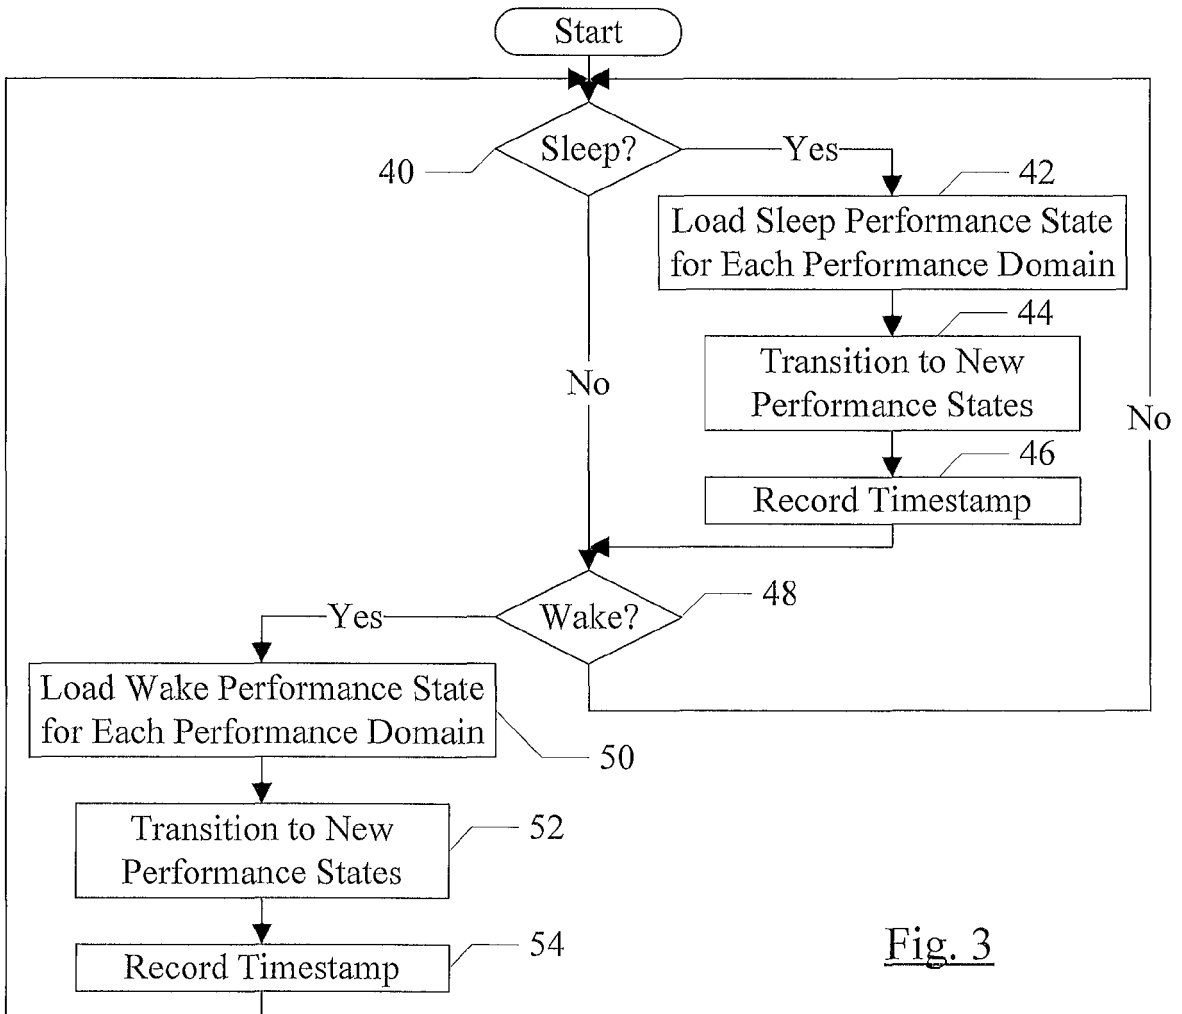 Start
Sleep?
Yes
40
42
Load Sleep Performance State
for Each Performance Domain
44
Transition to New
Performance States
No
No
46
Record Timestamp
48
Wake?
Yes
Load Wake Performance State
for Each Performance Domain
50
Transition to New
Performance States
52
54
Record Timestamp
Fig. 3